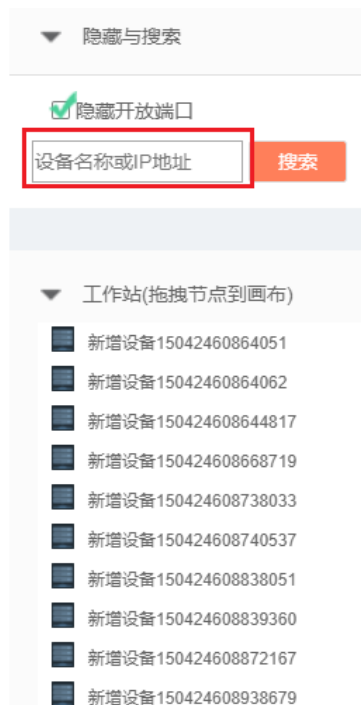 隐藏与搜索
隐藏开放端口
设备名称或IP地址 搜索
工作站(拖拽节点到画布)
新增设备15042460864051
新增设备15042460864062
新增设备150424608644817
新增设备150424608668719
新增设备150424608738033
新增设备150424608740537
新增设备150424608838051
新增设备150424608839360
新增设备150424608872167
新增设备150424608938679